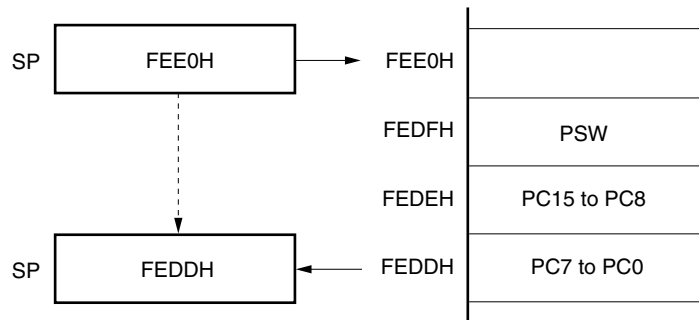 SP FEE0H FEE0H
FEDFH PSW
FEDEH PC15 to PC8
SP FEDDH FEDDH PC7 to PC0